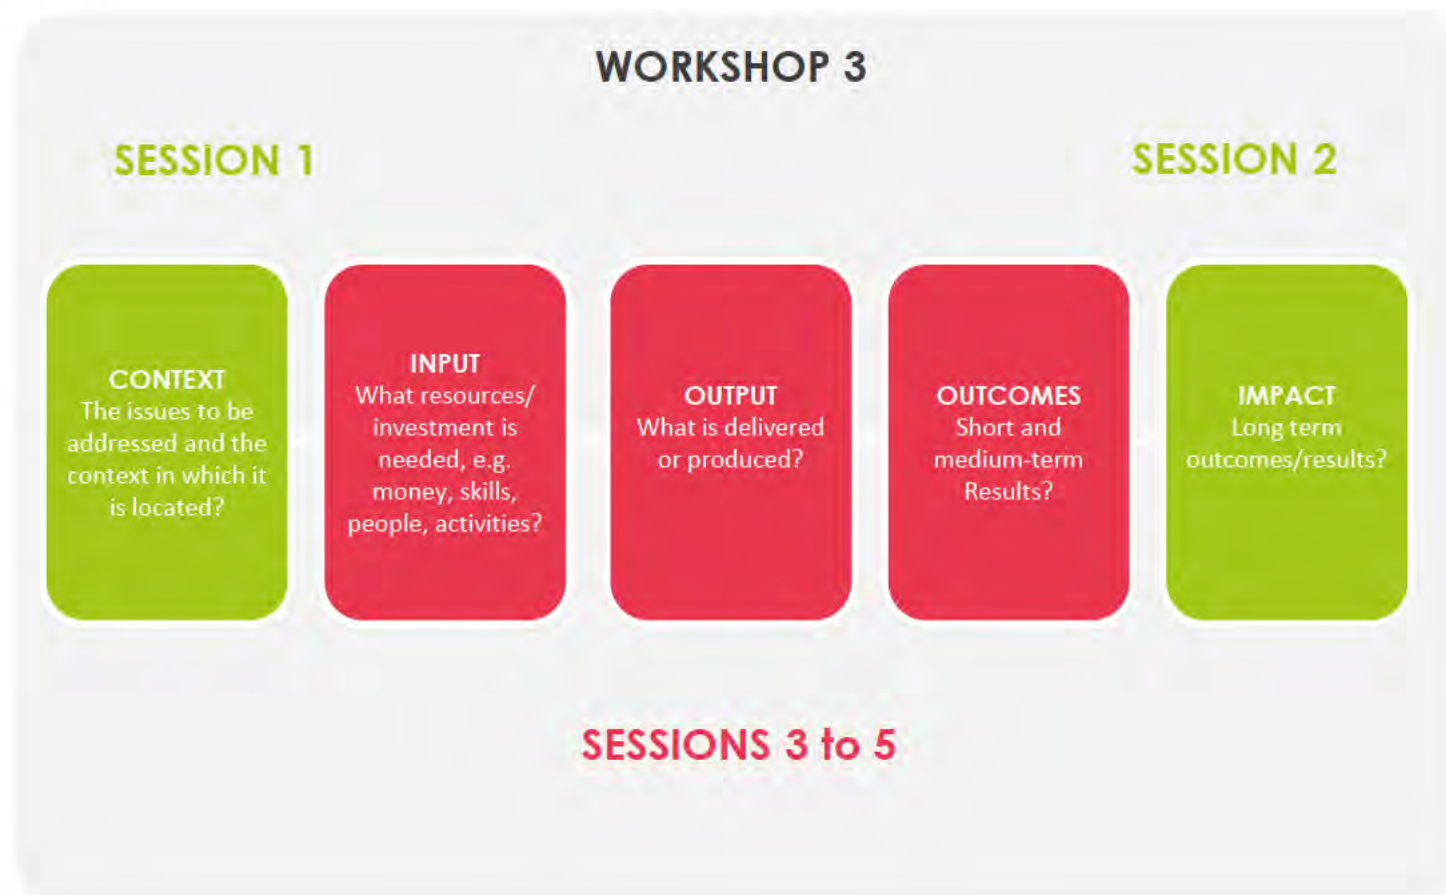 WORKSHOP 3
SESSION 1
SESSION 2
CONTEXT
The issues to be
addressed and the
context in which it
is located?
INPUT
What resources/
investment is
needed, e.g.
money, skills,
people, activities?
OUTPUT
What is delivered
or produced?
OUTCOMES
Short and
medium-term
Results?
IMPACT
Long term
outcomes/results?
SESSIONS 3 to 5